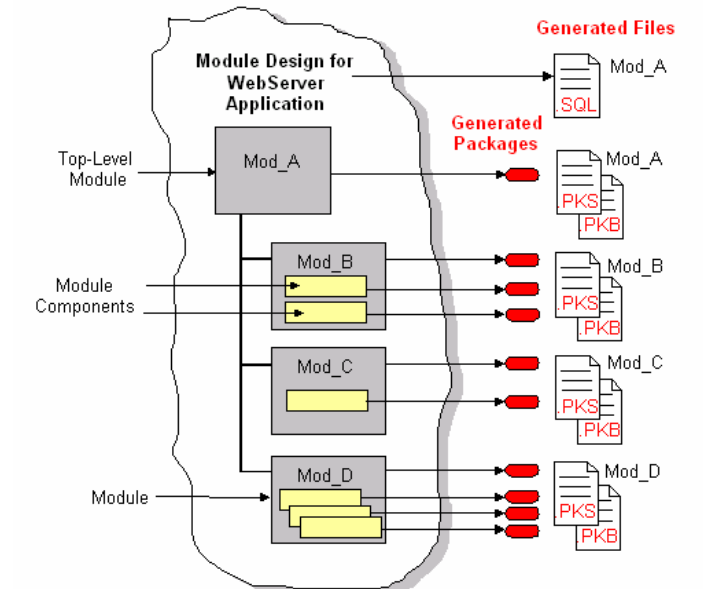 Generated Files
Module Design for
WebServer
Application
Mod_A
.SQL
Generated
Packages
Top-Level
Module
Mod_A
Mod_A
.PKS
.PKB
Mod_B
Mod_B
.PKS
.PKB
Module
Components
Mod_C
Mod_C
.PKS
.PKB
Mod_D
Mod_D
.PKS
.PKB
Module